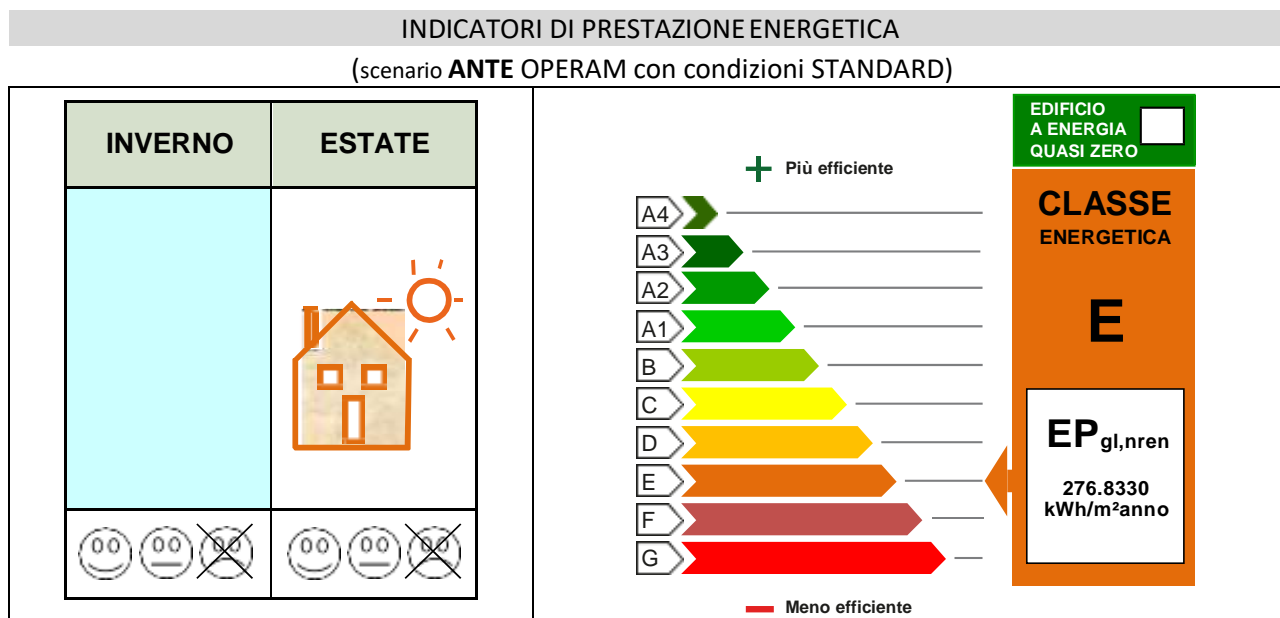 INDICATORI DI PRESTAZIONE ENERGETICA
(scenario ANTE OPERAM con condizioni STANDARD)
INVERNO
ESTATE
Più efficiente
A4
A3
A2
A1
B
C
D
E
F
G
Meno efficiente
EDIFICIO
A ENERGIA
QUASI ZERO
CLASSE
ENERGETICA
E
EPgl,nren
276.8330
kWh/m²anno